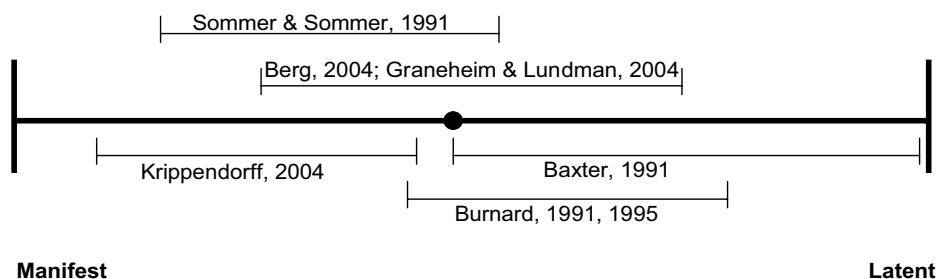 Sommer & Sommer, 1991
Berg, 2004; Graneheim & Lundman, 2004
Krippendorff, 2004
Baxter, 1991
Burnard, 1991, 1995
Manifest
Latent